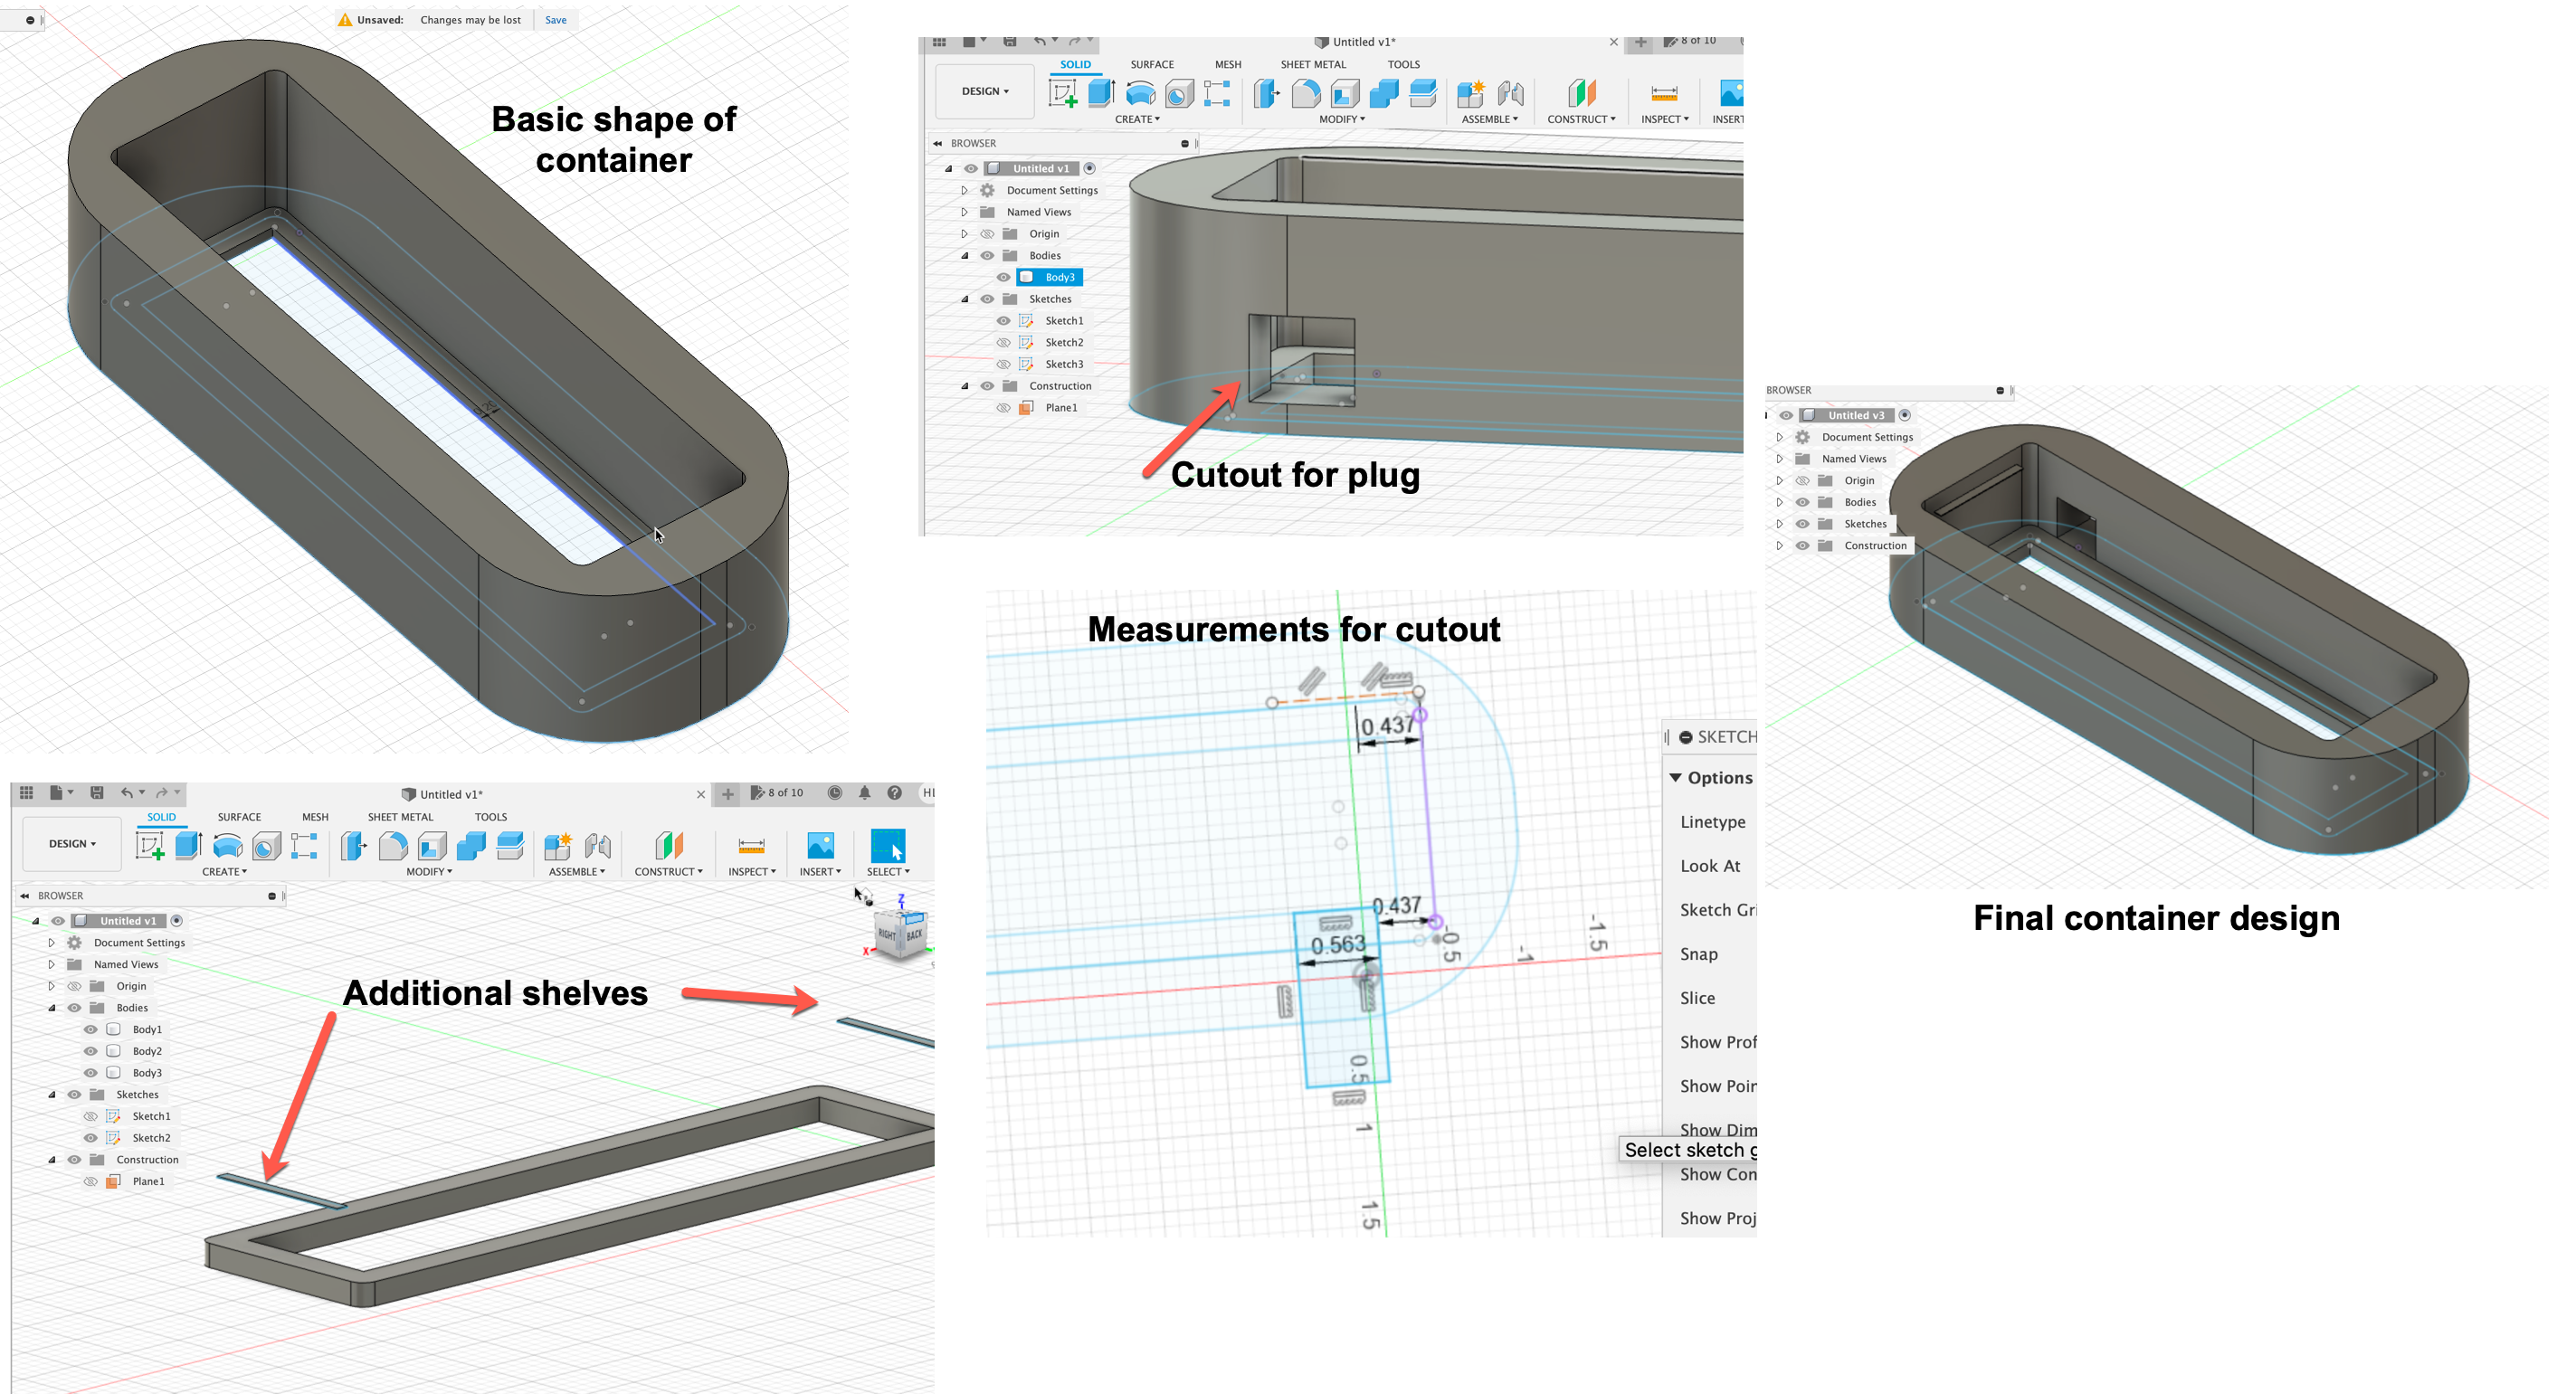 Unsaved: Changes may be lost Save
Basic shape of
container
9.20
Untitled v1*
8 of 10
SOLID SURFACE MESH SHEET METAL TOOLS
DESIGN
CREATE MODIFY ASSEMBLE CONSTRUCT INSPECT INSERT
BROWSER
Untitled v1
Document Settings
Named Views
Origin
Bodies
Body3
Sketches
Sketch1
Sketch2
Sketch3
Construction
Plane1
Cutout for plug
BROWSER
Untitled v3
Document Settings
Named Views
Origin
Bodies
Sketches
Construction
Final container design
Measurements for cutout
0.437
0.437
0.563
-0.5
-1
-1.5
0.5
1
1.5
SKETCH
Options
Linetype
Look At
Sketch Gri
Snap
Slice
Show Prof
Show Poin
Show Dim
Select sketch g
Show Con
Show Proj
Untitled v1*
8 of 10
SOLID SURFACE MESH SHEET METAL TOOLS
DESIGN
CREATE MODIFY ASSEMBLE CONSTRUCT INSPECT INSERT SELECT
BROWSER
Untitled v1
Document Settings
Named Views
Origin
Bodies
Body1
Body2
Body3
Sketches
Sketch1
Sketch2
Construction
Plane1
Additional shelves
Z
RIGHT BACK
X